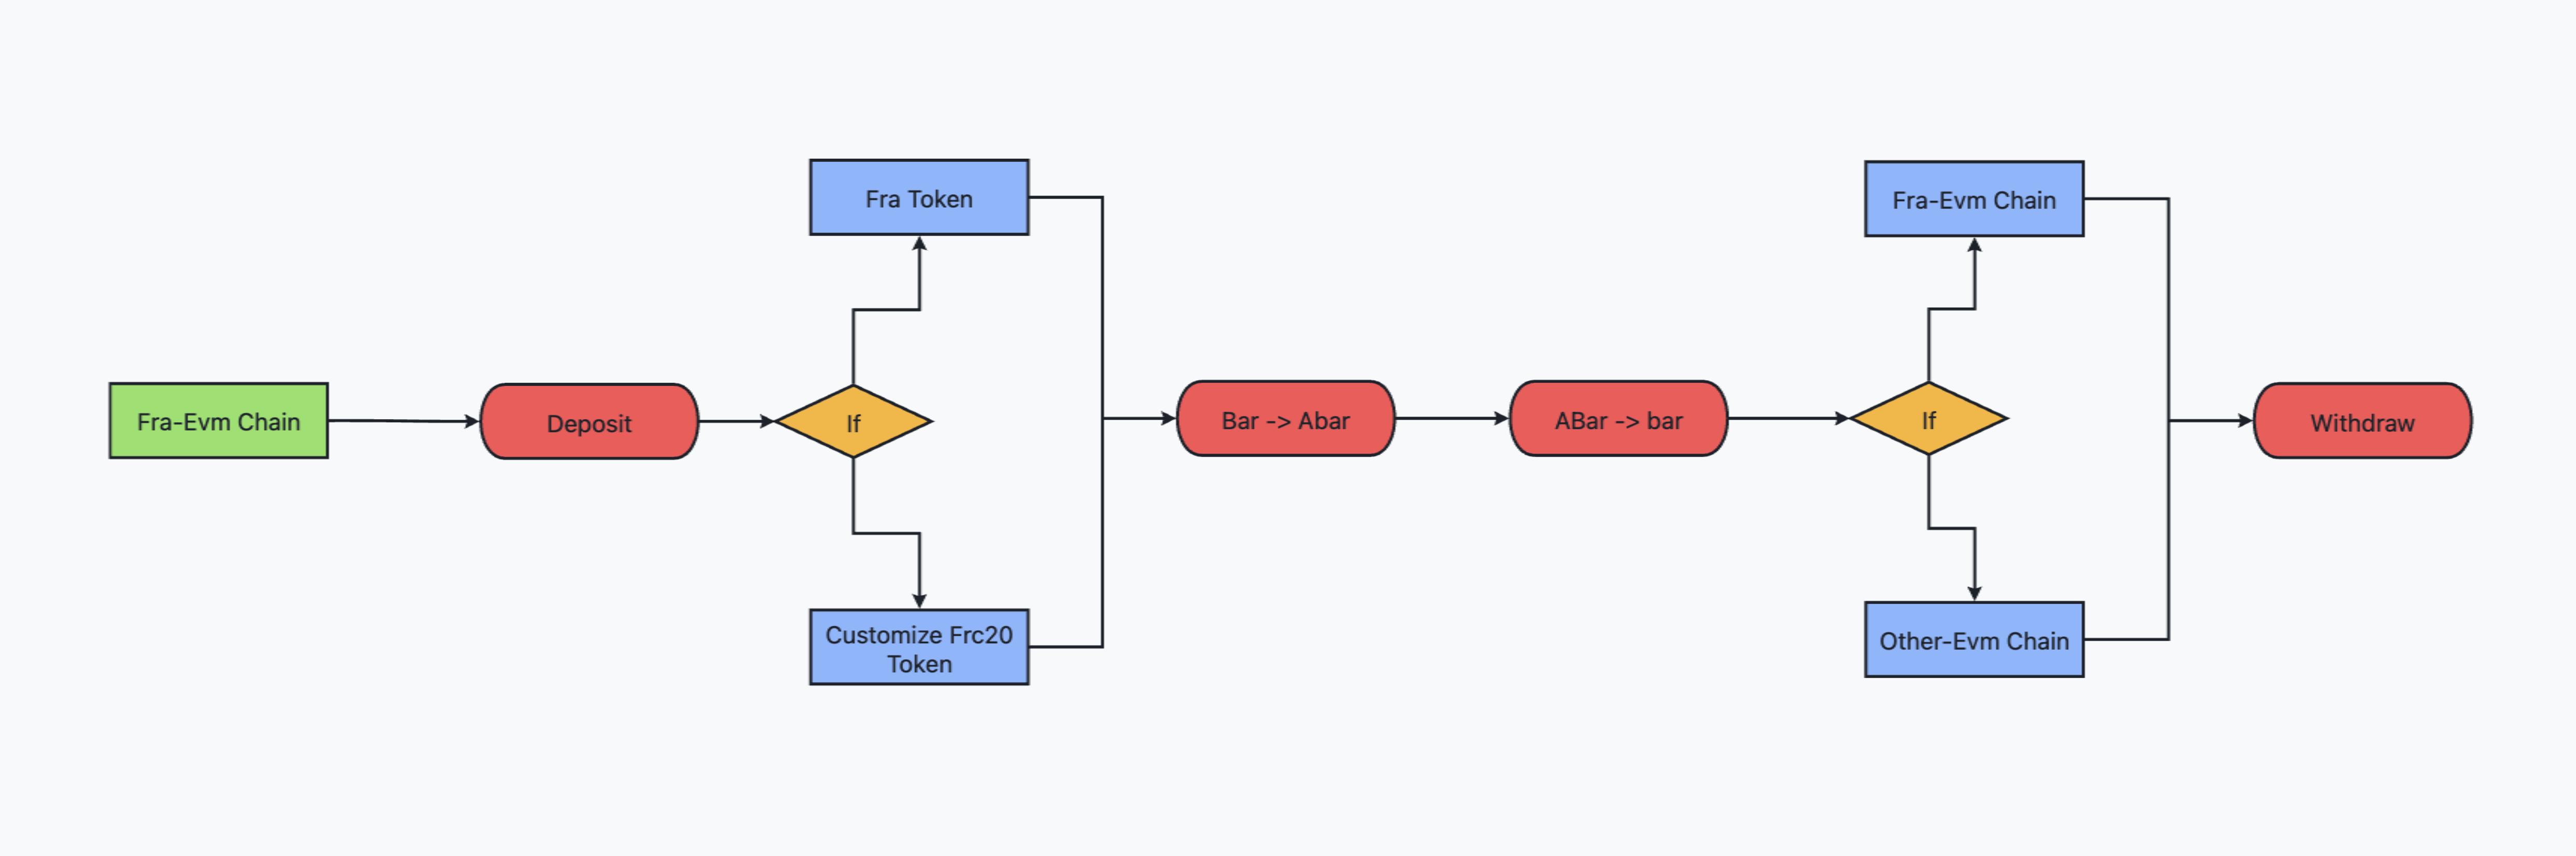 Fra-Evm Chain
Deposit
If
Fra Token
Customize Frc20
Token
Bar -> Abar
ABar -> bar
If
Fra-Evm Chain
Other-Evm Chain
Withdraw